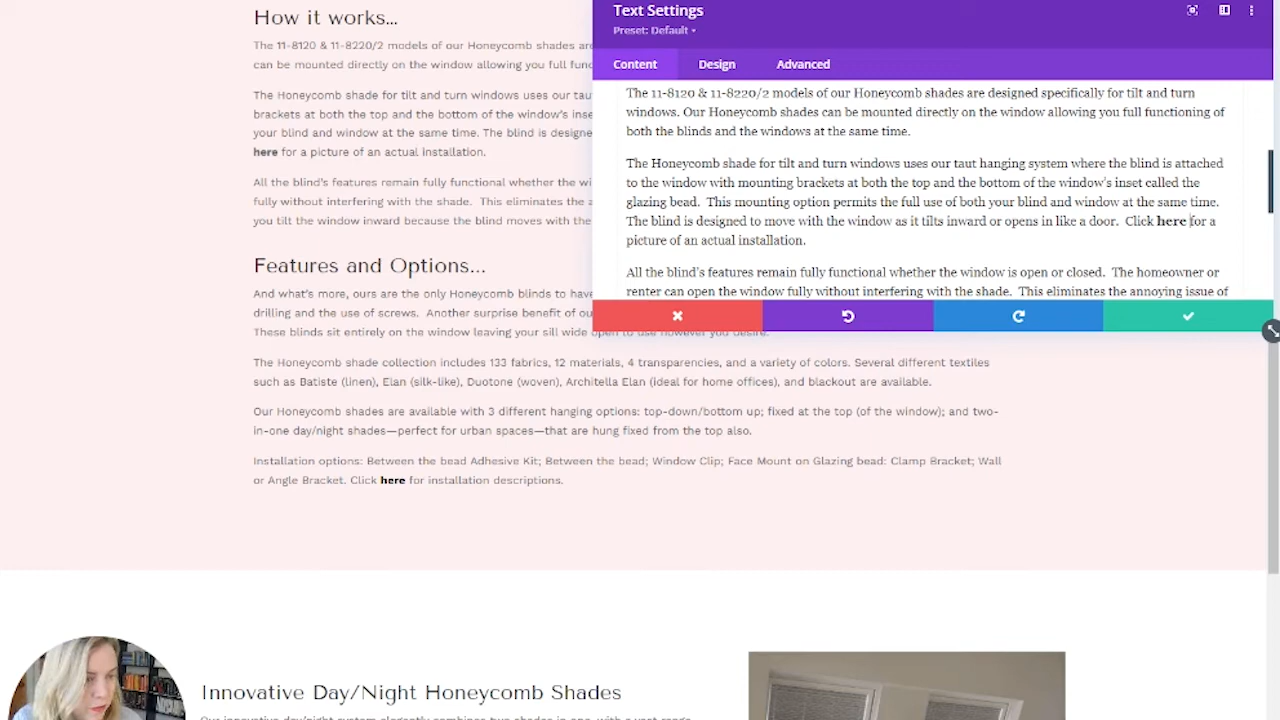 How it works...
The 11-8120 & 11-8220/2 models of our Honeycomb shades are
can be mounted directly on the window allowing you full func
The Honeycomb shade for tilt and turn windows uses our taut
brackets at both the top and the bottom of the window's inse
your blind and window at the same time. The blind is designe
here for a picture of an actual installation.
All the blind's features remain fully functional whether the wi
fully without interfering with the shade.  This eliminates the a
you tilt the window inward because the blind moves with the
Features and Options...
And what's more, ours are the only Honeycomb blinds to have
drilling and the use of screws.  Another surprise benefit of ou
These blinds sit entirely on the window leaving your sill wide open to use however you desire.
The Honeycomb shade collection includes 133 fabrics, 12 materials, 4 transparencies, and a variety of colors. Several different textiles
such as Batiste (linen), Elan (silk-like), Duotone (woven), Architella Elan (ideal for home offices), and blackout are available.
Our Honeycomb shades are available with 3 different hanging options: top-down/bottom up; fixed at the top (of the window); and two-
in-one day/night shades—perfect for urban spaces—that are hung fixed from the top also.
Installation options: Between the bead Adhesive Kit; Between the bead; Window Clip; Face Mount on Glazing bead: Clamp Bracket; Wall
or Angle Bracket. Click here for installation descriptions.
Text Settings
Preset: Default
Content
Design
Advanced
The 11-8120 & 11-8220/2 models of our Honeycomb shades are designed specifically for tilt and turn
windows. Our Honeycomb shades can be mounted directly on the window allowing you full functioning of
both the blinds and the windows at the same time.
The Honeycomb shade for tilt and turn windows uses our taut hanging system where the blind is attached
to the window with mounting brackets at both the top and the bottom of the window's inset called the
glazing bead.  This mounting option permits the full use of both your blind and window at the same time.
The blind is designed to move with the window as it tilts inward or opens in like a door.  Click here for a
picture of an actual installation.
All the blind's features remain fully functional whether the window is open or closed.  The homeowner or
renter can open the window fully without interfering with the shade.  This eliminates the annoying issue of
Innovative Day/Night Honeycomb Shades
Our innovative day/night system elegantly combines two shades in one, with a vast range